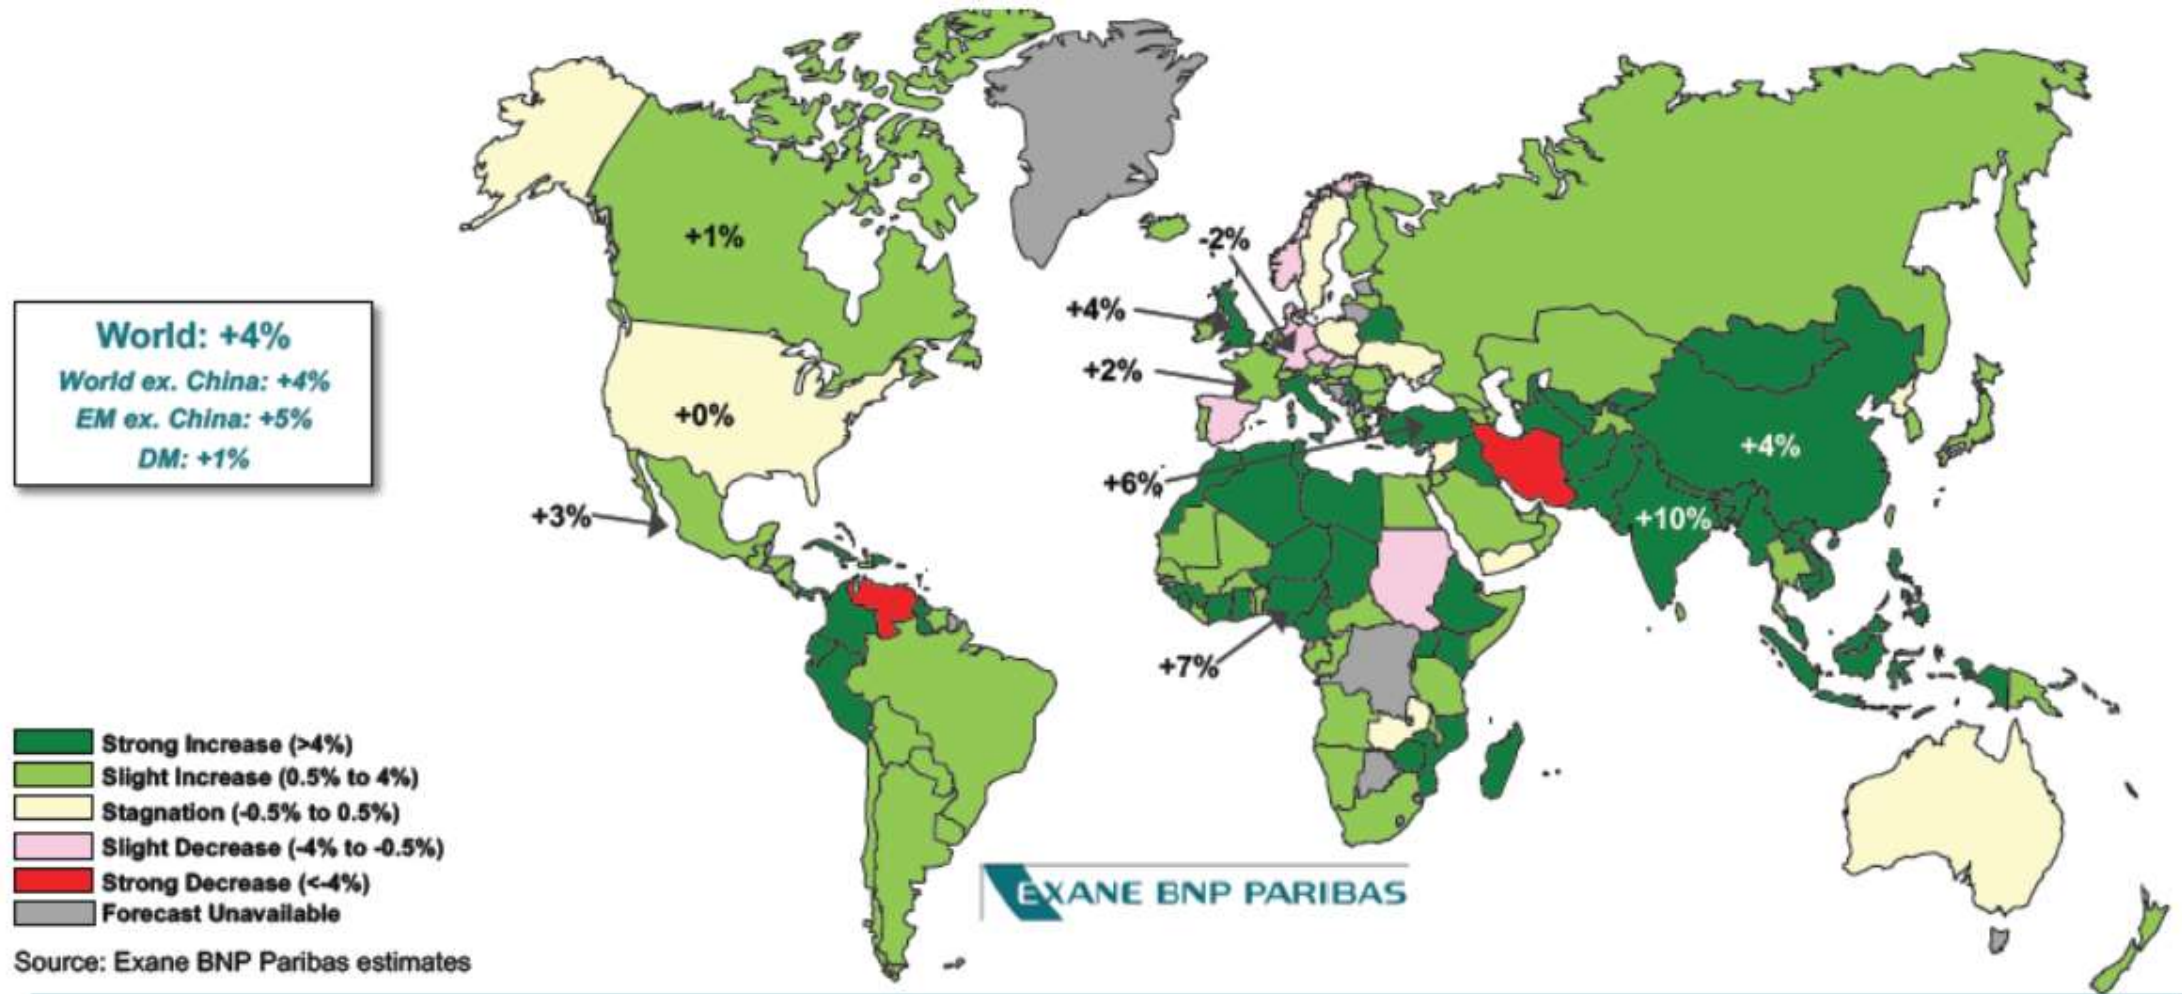 +1%
-2%
+4%
World: +4%
World ex. China: +4%
EM ex. China: +5%
DM: +1%
+2%
+0%
+4%
+6%
+3%
+10%
+7%
Strong Increase (>4%)
Slight Increase (0.5% to 4%)
Stagnation (-0.5% to 0.5%)
Slight Decrease (-4% to -0.5%)
Strong Decrease (<-4%)
Forecast Unavailable
EXANE BNP PARIBAS
Source: Exane BNP Paribas estimates